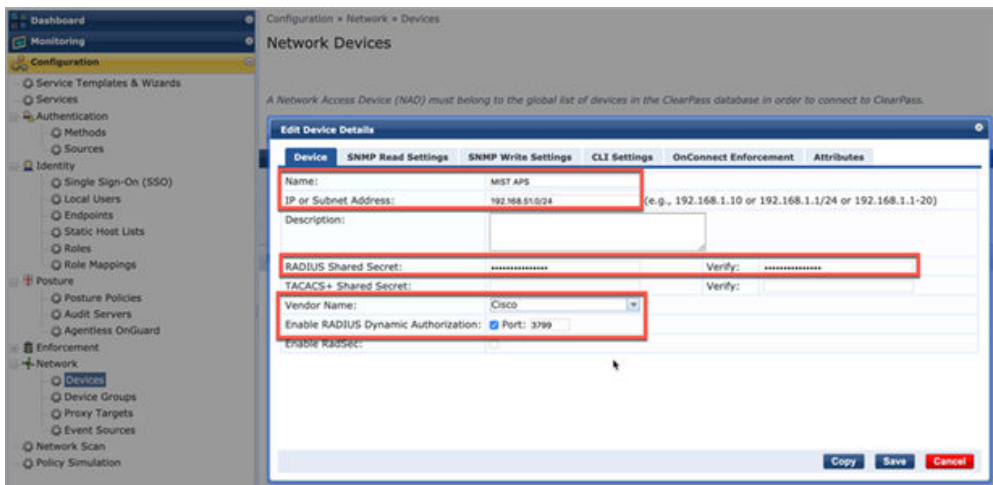 Dashboard
Monitoring
Configuration
Service Templates & Wizards
Services
Authentication
Methods
Sources
Identity
Single Sign-On (SSO)
Local Users
Endpoints
Static Host Lists
Roles
Role Mappings
Posture
Posture Policies
Audit Servers
Agentless OnGuard
Enforcement
Network
Devices
Device Groups
Proxy Targets
Event Sources
Network Scan
Policy Simulation
Configuration » Network » Devices
Network Devices
A Network Access Device (NAD) must belong to the global list of devices in the ClearPass database in order to connect to ClearPass.
Edit Device Details
Device SNMP Read Settings SNMP Write Settings CLI Settings OnConnect Enforcement Attributes
Name: MIST APS
IP or Subnet Address: 192.168.51.0/24 (e.g., 192.168.1.10 or 192.168.1.1/24 or 192.168.1.1-20)
Description:
RADIUS Shared Secret: Verify:
TACACS+ Shared Secret: Verify:
Vendor Name: Cisco
Enable RADIUS Dynamic Authorization: Port: 3799
Enable RadSec:
Copy Save Cancel